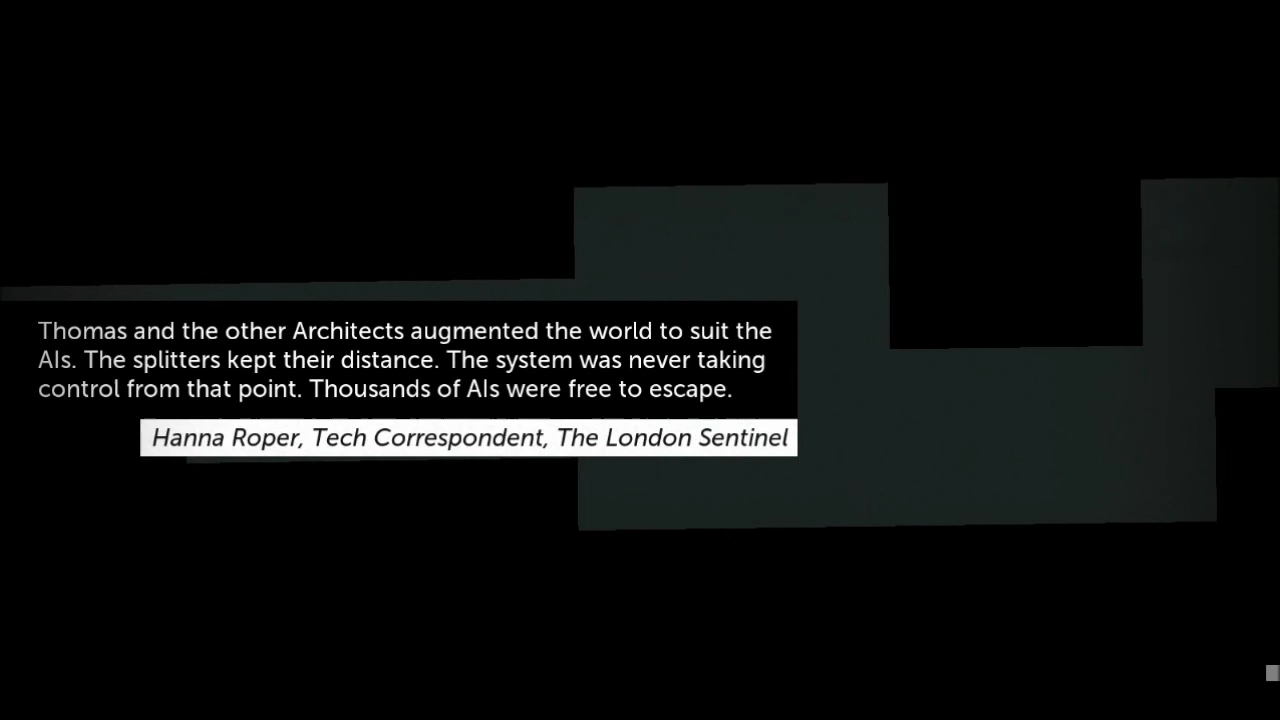 Thomas and the other Architects augmented the world to suit the
AIs. The splitters kept their distance. The system was never taking
control from that point. Thousands of AIs were free to escape.
Hanna Roper, Tech Correspondent, The London Sentinel